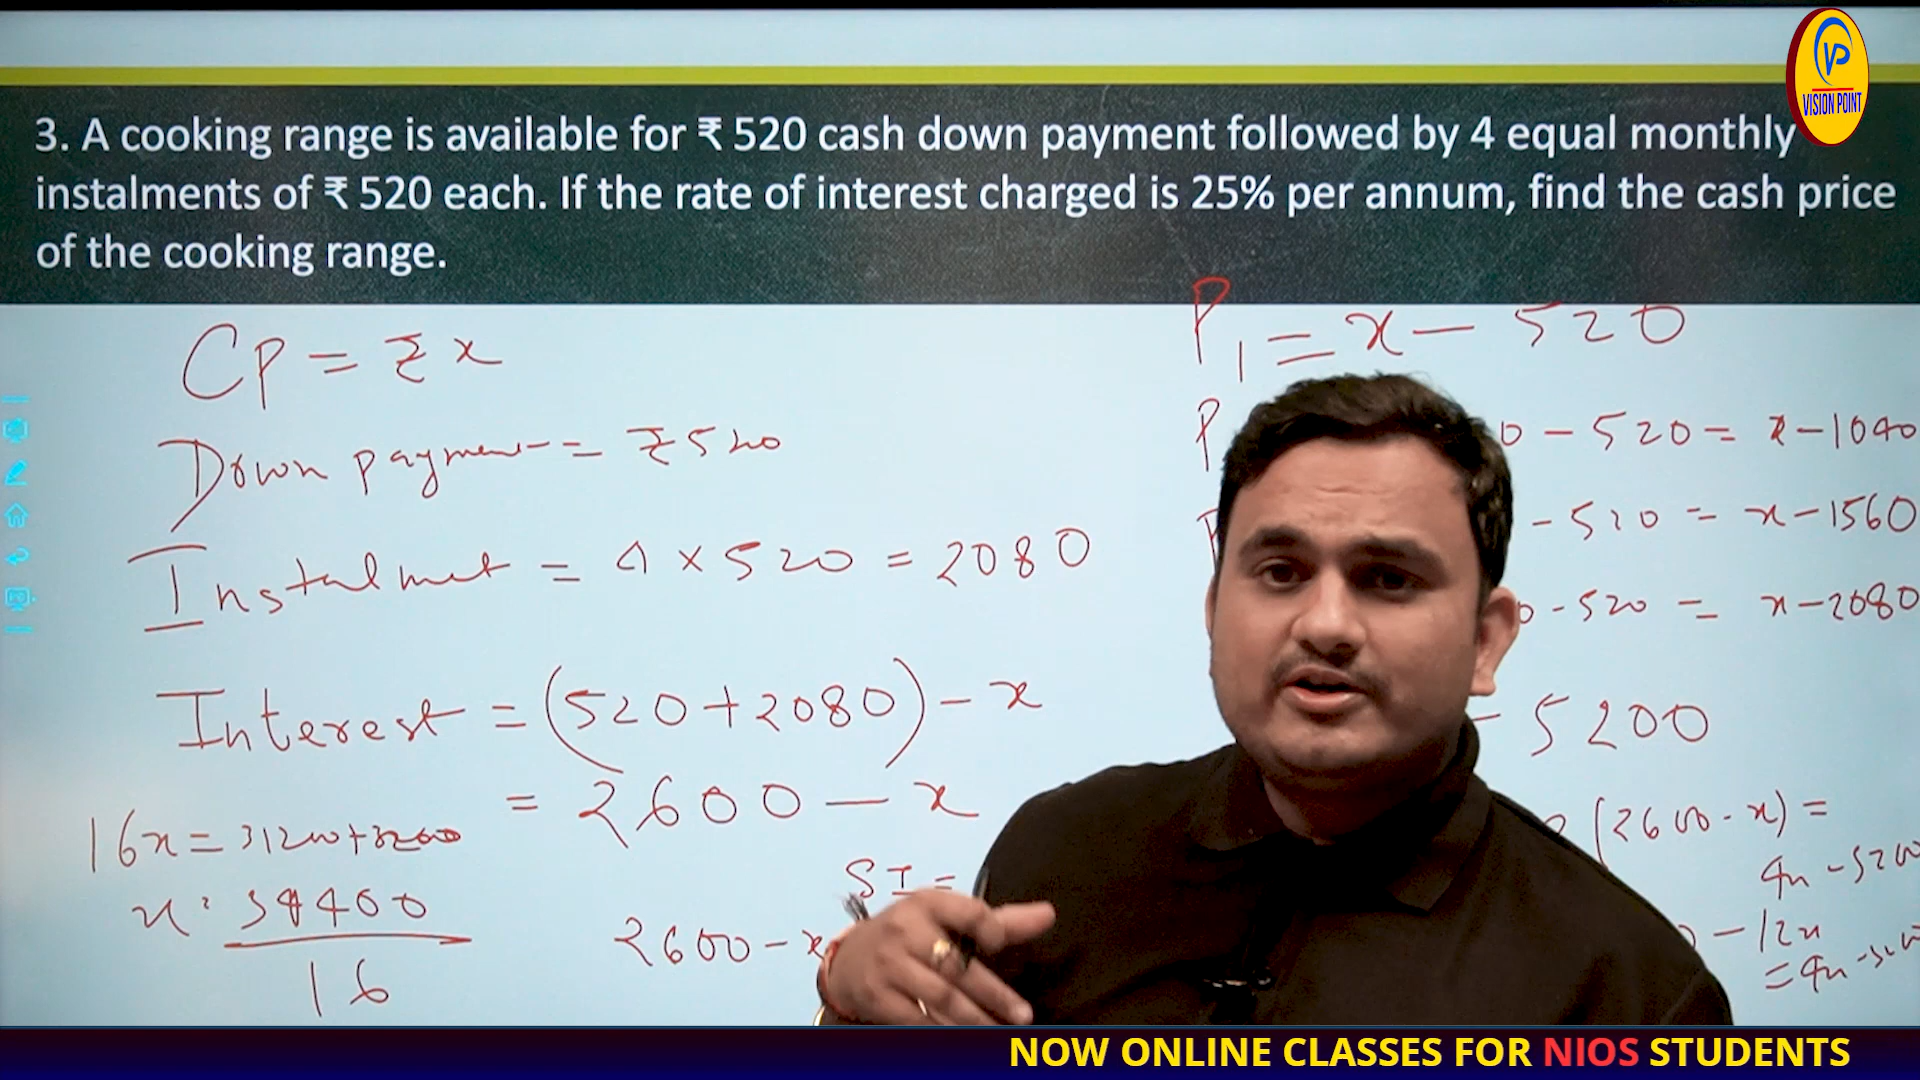 VP
VISION POINT
3. A cooking range is available for ₹ 520 cash down payment followed by 4 equal monthly
instalments of ₹ 520 each. If the rate of interest charged is 25% per annum, find the cash price
of the cooking range.
CP = ₹ x
Down payment = ₹520
Instalment = 4 × 520 = 2080
Interest = (520+2080) - x
= 2600 - x
SI =
2600 - x
16x = 31200+3200
x =
16
P1 = x - 520
P 0 - 520 = x-1040
- 520 = x-1560
0 - 520 = x-2080
- 5200
(2600 - x) =
4x - 5200
- 12x
= 4x -
NOW ONLINE CLASSES FOR NIOS STUDENTS